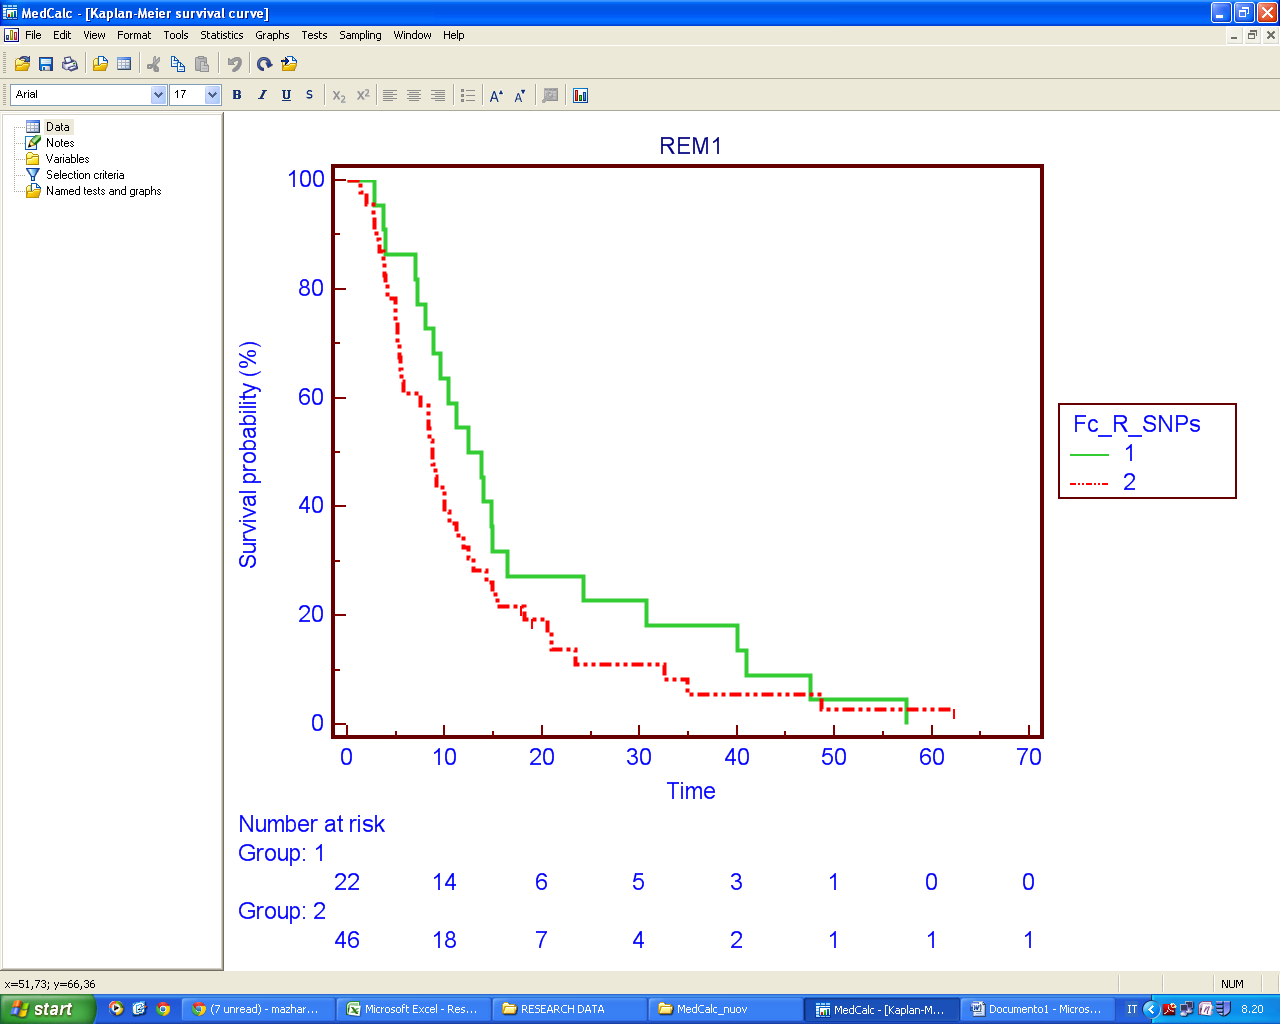 MedCalc - [Kaplan-Meier survival curve]
File Edit View Format Tools Statistics Graphs Tests Sampling Window Help
Arial 17 B I U S X2 X2 A A
Data
Notes
Variables
Selection criteria
Named tests and graphs
REM1
100
80
60
40
20
0
Survival probability (%)
0 10 20 30 40 50 60 70
Time
Fc_R_SNPs
1
2
Number at risk
Group: 1
22 14 6 5 3 1 0 0
Group: 2
46 18 7 4 2 1 1 1
x=51,73; y=66,36
NUM
start
(7 unread) - mazhar...
Microsoft Excel - Res...
RESEARCH DATA
MedCalc_nuov
MedCalc - [Kaplan-M...
Documento1 - Micros...
IT
8.20